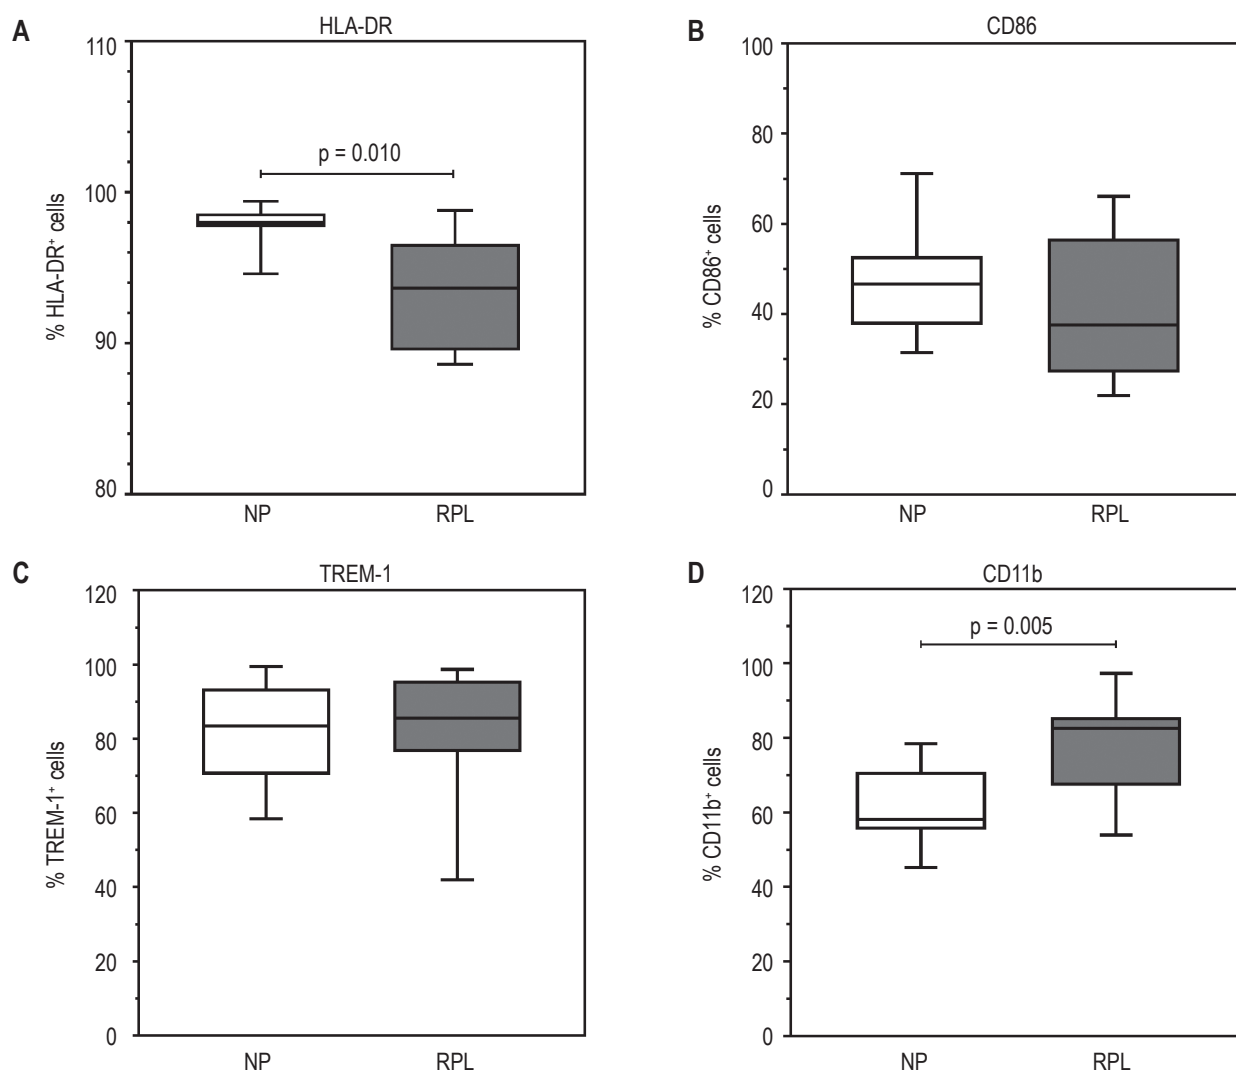 A
HLA-DR
110
100
90
80
% HLA-DR⁺ cells
p = 0.010
NP RPL
B
CD86
100
80
60
40
20
0
% CD86⁺ cells
NP RPL
C
TREM-1
120
100
80
60
40
20
0
% TREM-1⁺ cells
NP RPL
D
CD11b
120
100
80
60
40
20
0
% CD11b⁺ cells
p = 0.005
NP RPL